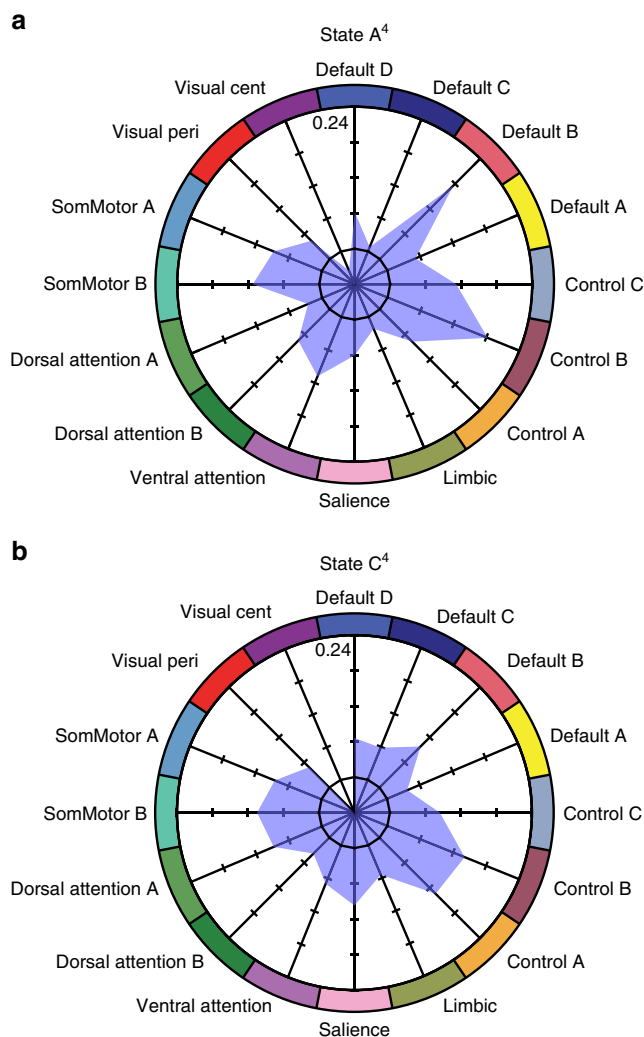 a
State A⁴
Default D
Visual cent
Default C
0.24
Visual peri
Default B
SomMotor A
Default A
SomMotor B
Control C
Dorsal attention A
Control B
Dorsal attention B
Control A
Ventral attention
Limbic
Salience
b
State C⁴
Default D
Visual cent
Default C
0.24
Visual peri
Default B
SomMotor A
Default A
SomMotor B
Control C
Dorsal attention A
Control B
Dorsal attention B
Control A
Ventral attention
Limbic
Salience